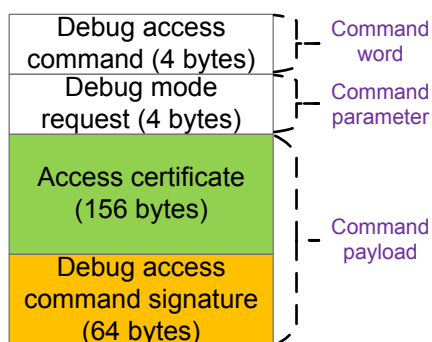 Debug access
command (4 bytes)
Command
word
Debug mode
request (4 bytes)
Command
parameter
Access certificate
(156 bytes)
Command
payload
Debug access
command signature
(64 bytes)